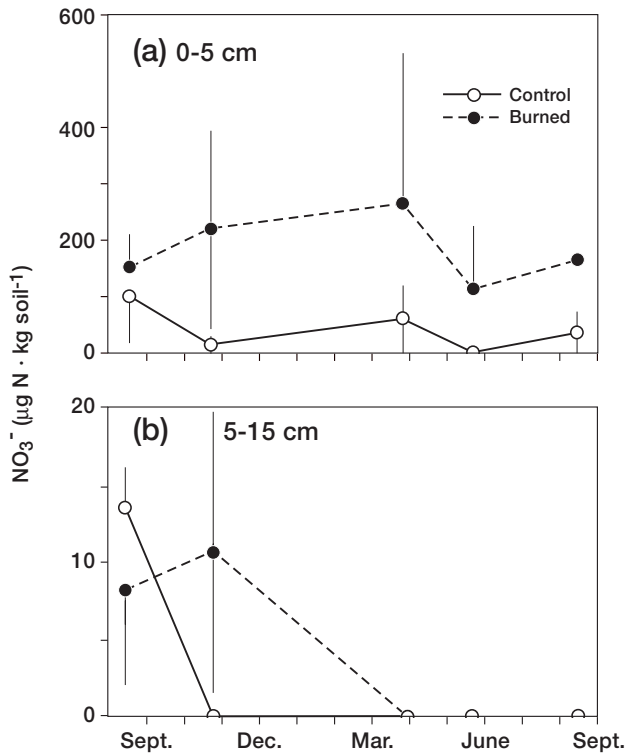 600
(a) 0-5 cm
Control
Burned
400
200
0
NO3⁻ (µg N · kg soil⁻¹)
20
(b) 5-15 cm
10
0
Sept. Dec. Mar. June Sept.